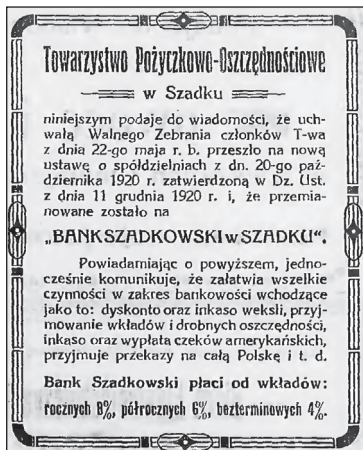 Towarzystwo Pożyczkowo-Oszczędnościowe
w Szadku
niniejszym podaje do wiadomości, że uch-
wałą Walnego Zebrania członków T-wa
z dnia 22-go maja r. b. przeszlo na nową
ustawę o spółdzielniach z dn. 20-go paź-
dziernika 1920 r. zatwierdzoną w Dz. Ust.
z dnia 11 grudnia 1920 r. i, że przemia-
nowane zostało na
„BANK SZADKOWSKI w SZADKU“.
Powiadamiając o powyższem, jedno-
cześnie komunikuje, że załatwia wszelkie
czynności w zakres bankowości wchodzące
jako to: dyskonto oraz inkaso weksli, przyj-
mowanie wkładów i drobnych oszczędności,
inkaso oraz wypłata czeków amerykańskich,
przyjmuje przekazy na całą Polskę i t. d.
Bank Szadkowski płaci od wkładów:
rocznych 8%, półrocznych 6%, bezterminowych 4%.